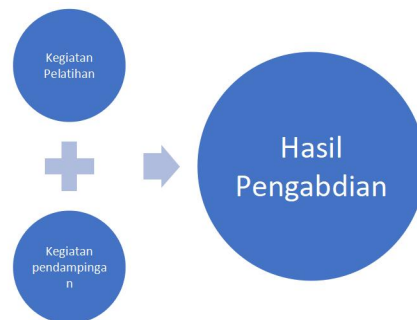 Kegiatan
Pelatihan
Kegiatan
pendampinga
n
Hasil
Pengabdian